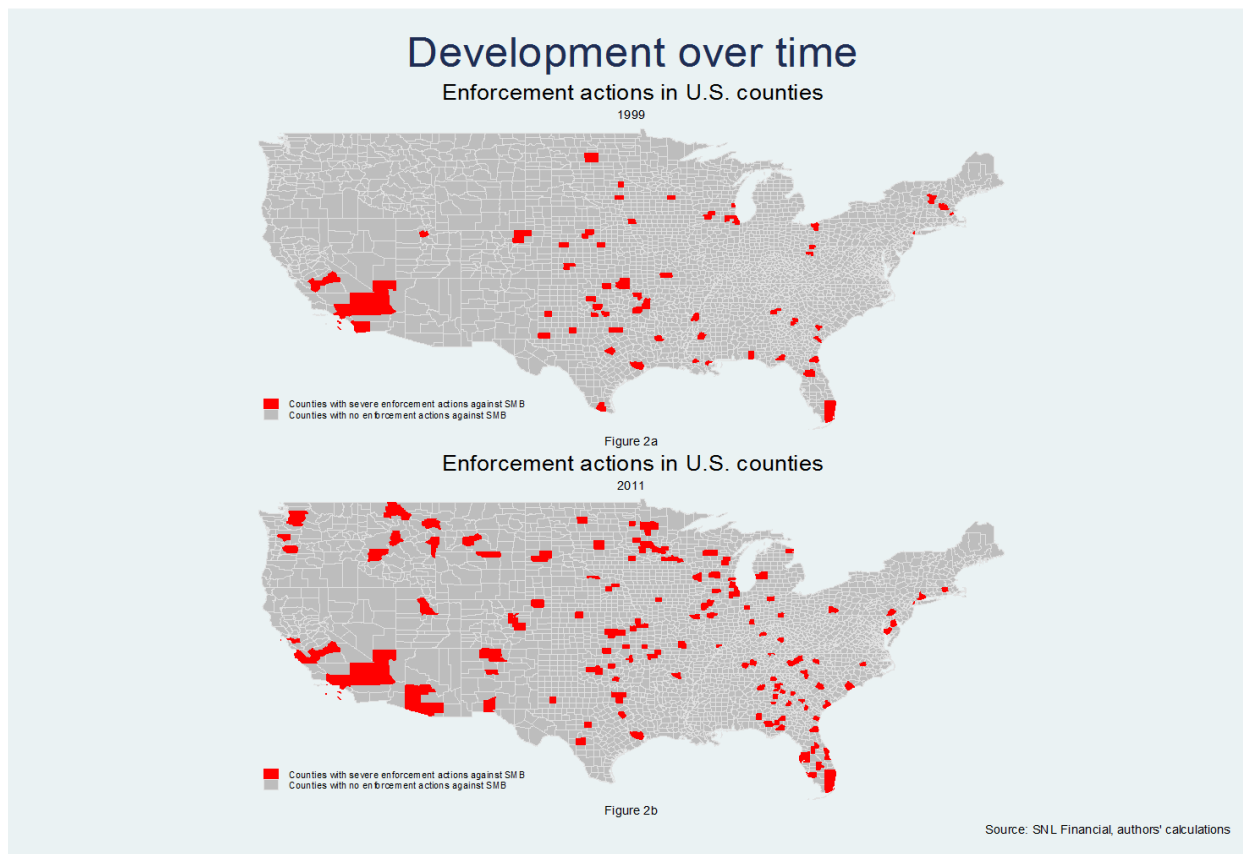 Development over time
Enforcement actions in U.S. counties
1999
Counties with severe enforcement actions against SMB
Counties with no enforcement actions against SMB
Figure 2a
Enforcement actions in U.S. counties
2011
Counties with severe enforcement actions against SMB
Counties with no enforcement actions against SMB
Figure 2b
Source: SNL Financial, authors' calculations